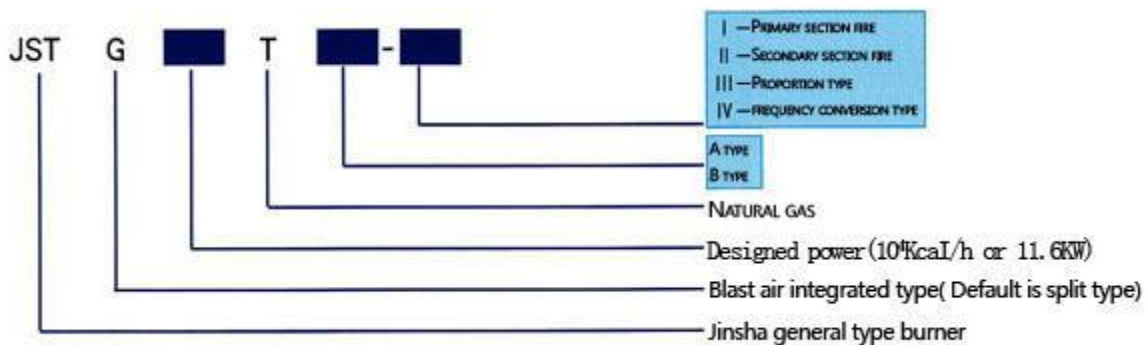 JST G T -
I—PRIMARY SECTION FIRE
II—SECONDARY SECTION FIRE
III—PROPORTION TYPE
IV—FREQUENCY CONVERSION TYPE
A TYPE
B TYPE
NATURAL GAS
Designed power(10⁴Kcal/h or 11.6KW)
Blast air integrated type( Default is split type)
Jinsha general type burner